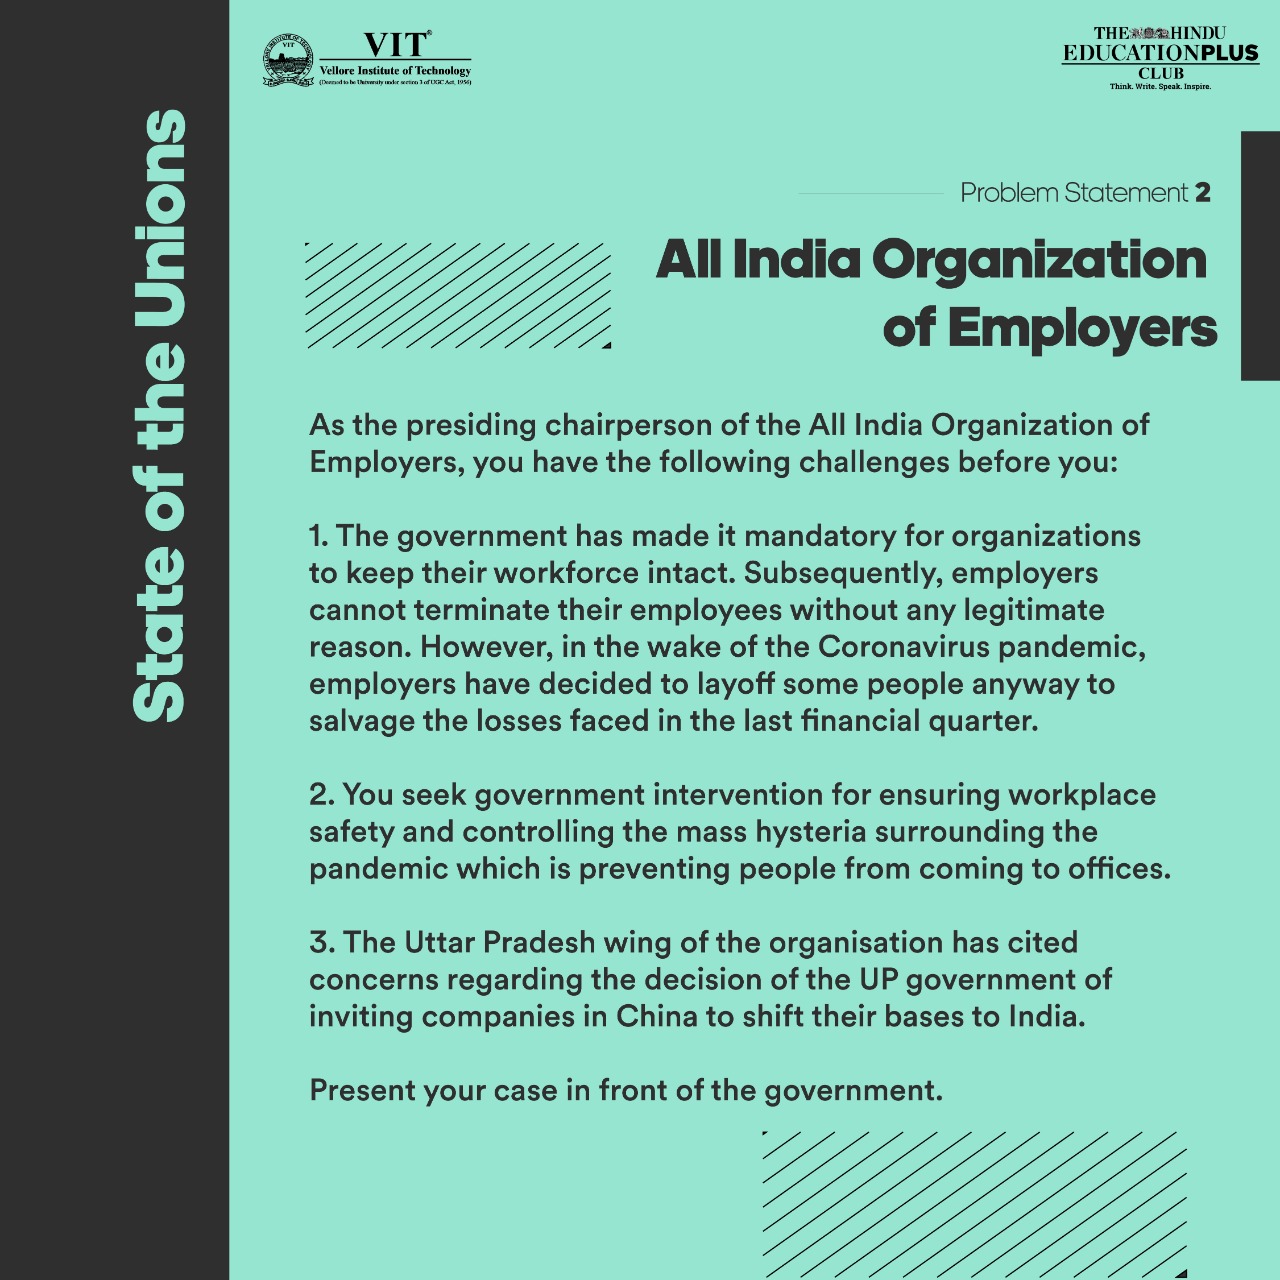 VIT®
Vellore Institute of Technology
(Deemed to be University under section 3 of UGC Act, 1956)
THE HINDU
EDUCATIONPLUS
CLUB
Think. Write. Speak. Inspire.
State of the Unions
Problem Statement 2
All India Organization
of Employers
As the presiding chairperson of the All India Organization of
Employers, you have the following challenges before you:
1. The government has made it mandatory for organizations
to keep their workforce intact. Subsequently, employers
cannot terminate their employees without any legitimate
reason. However, in the wake of the Coronavirus pandemic,
employers have decided to layoff some people anyway to
salvage the losses faced in the last financial quarter.
2. You seek government intervention for ensuring workplace
safety and controlling the mass hysteria surrounding the
pandemic which is preventing people from coming to offices.
3. The Uttar Pradesh wing of the organisation has cited
concerns regarding the decision of the UP government of
inviting companies in China to shift their bases to India.
Present your case in front of the government.